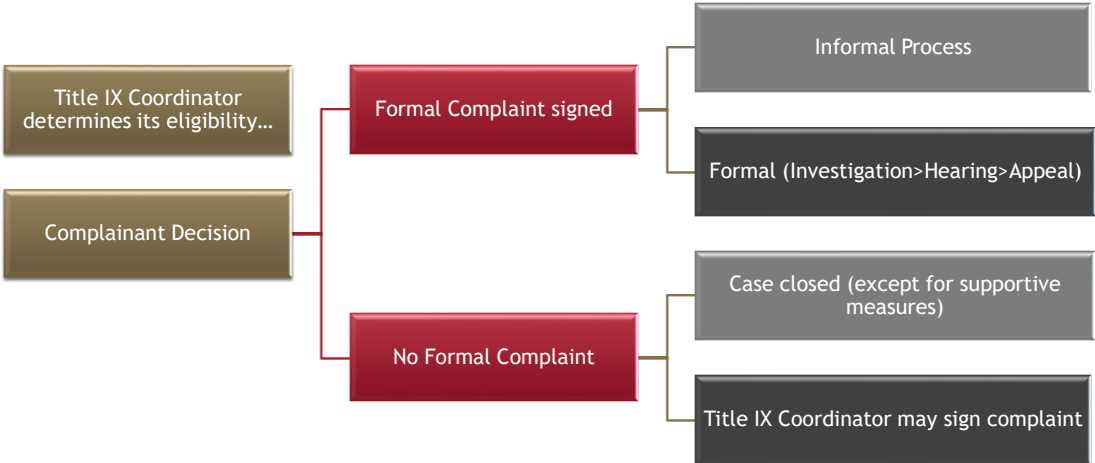 Title IX Coordinator
determines its eligibility…
Complainant Decision
Formal Complaint signed
Informal Process
Formal (Investigation>Hearing>Appeal)
No Formal Complaint
Case closed (except for supportive
measures)
Title IX Coordinator may sign complaint